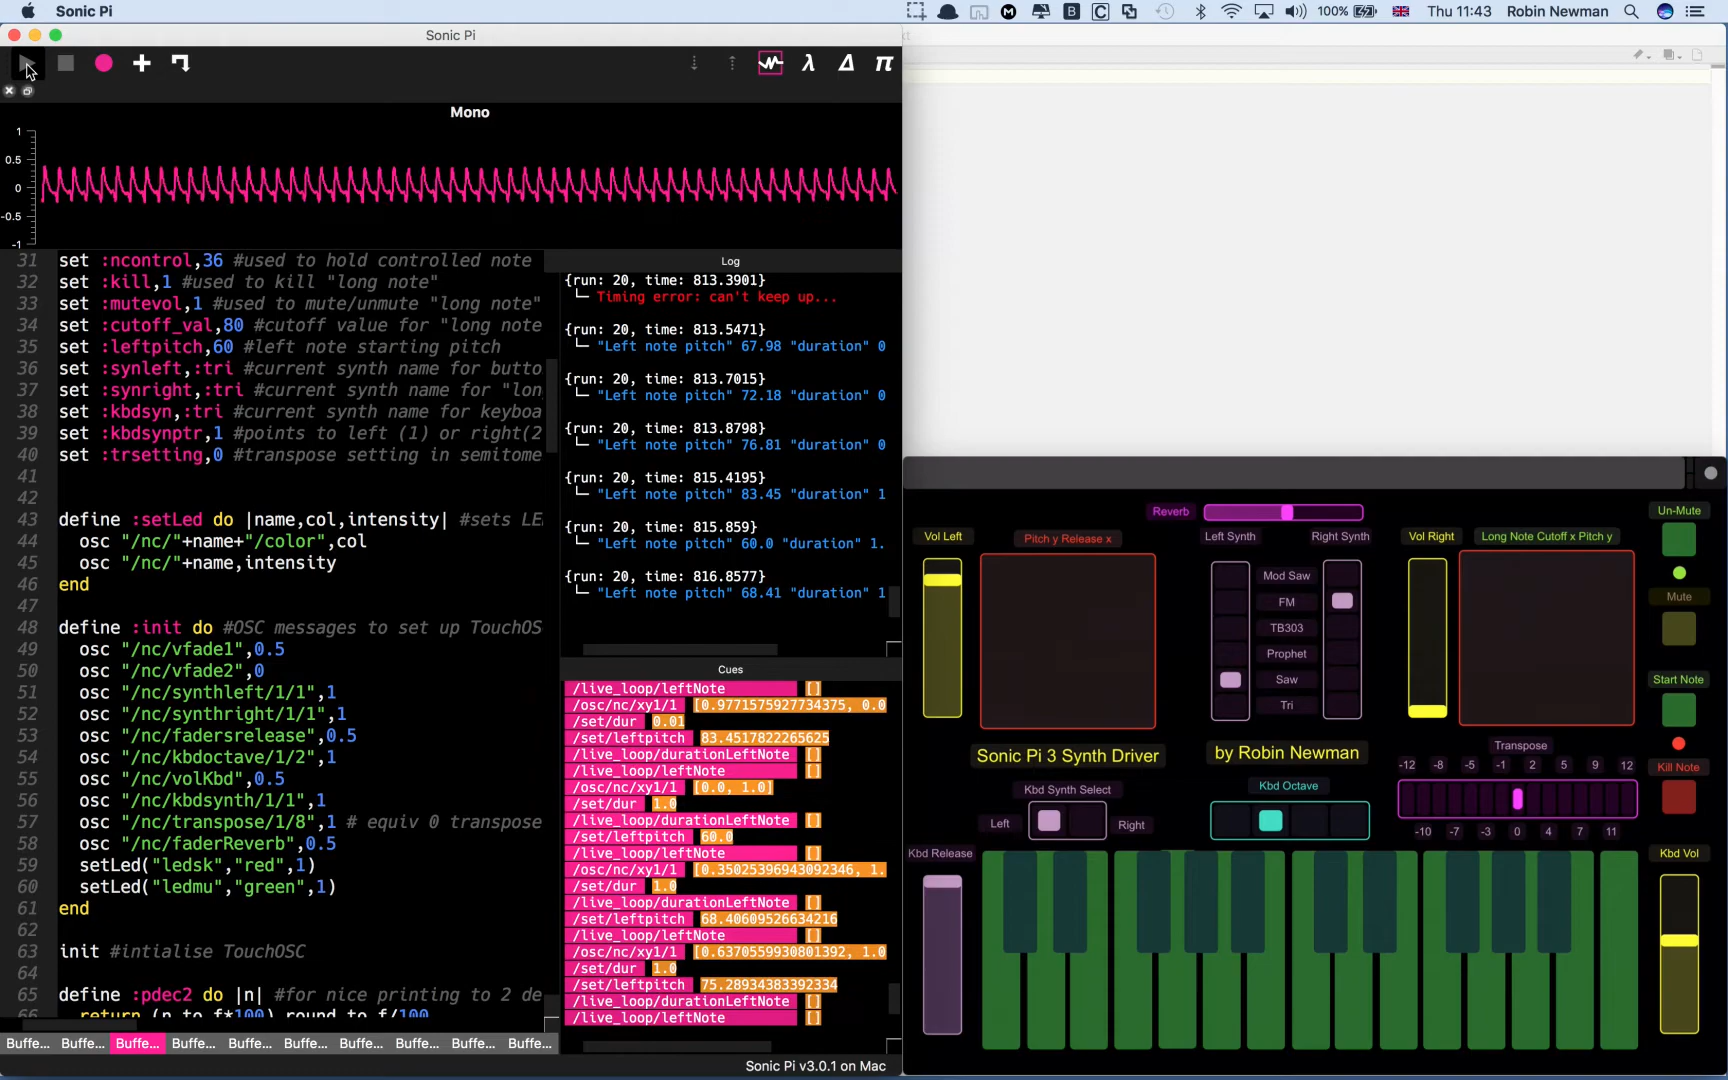 Sonic Pi
100%
Thu 11:43
Robin Newman
Sonic Pi
Mono
1
0.5
0
-0.5
-1
31 set :ncontrol,36 #used to hold controlled note
32 set :kill,1 #used to kill "long note"
33 set :mutevol,1 #used to mute/unmute "long note"
34 set :cutoff_val,80 #cutoff value for "long note
35 set :leftpitch,60 #left note starting pitch
36 set :synleft,:tri #current synth name for butto
37 set :synright,:tri #current synth name for "lon
38 set :kbdsyn,:tri #current synth name for keyboa
39 set :kbdsynptr,1 #points to left (1) or right(2
40 set :trsetting,0 #transpose setting in semitome
41
42
43 define :setLed do |name,col,intensity| #sets LE
44 osc "/nc/"+name+"/color",col
45 osc "/nc/"+name,intensity
46 end
47
48 define :init do #OSC messages to set up TouchOS
49 osc "/nc/vfade1",0.5
50 osc "/nc/vfade2",0
51 osc "/nc/synthleft/1/1",1
52 osc "/nc/synthright/1/1",1
53 osc "/nc/fadersrelease",0.5
54 osc "/nc/kbdoctave/1/2",1
55 osc "/nc/volKbd",0.5
56 osc "/nc/kbdsynth/1/1",1
57 osc "/nc/transpose/1/8",1 # equiv 0 transpose
58 osc "/nc/faderReverb",0.5
59 setLed("ledsk","red",1)
60 setLed("ledmu","green",1)
61 end
62
63 init #intialise TouchOSC
64
65 define :pdec2 do |n| #for nice printing to 2 de
66 return (n.to_f*100).round.to_f/100
Buffe... Buffe... Buffe... Buffe... Buffe... Buffe... Buffe... Buffe... Buffe... Buffe...
Log
{run: 20, time: 813.3901}
Timing error: can't keep up...
{run: 20, time: 813.5471}
"Left note pitch" 67.98 "duration" 0
{run: 20, time: 813.7015}
"Left note pitch" 72.18 "duration" 0
{run: 20, time: 813.8798}
"Left note pitch" 76.81 "duration" 0
{run: 20, time: 815.4195}
"Left note pitch" 83.45 "duration" 1
{run: 20, time: 815.859}
"Left note pitch" 60.0 "duration" 1.
{run: 20, time: 816.8577}
"Left note pitch" 68.41 "duration" 1
Cues
/live_loop/leftNote []
/osc/nc/xy1/1 [0.9771575927734375, 0.0
/set/dur 0.01
/set/leftpitch 83.4517822265625
/live_loop/durationLeftNote []
/live_loop/leftNote []
/osc/nc/xy1/1 [0.0, 1.0]
/set/dur 1.0
/live_loop/durationLeftNote []
/set/leftpitch 60.0
/live_loop/leftNote []
/osc/nc/xy1/1 [0.35025396943092346, 1.
/set/dur 1.0
/live_loop/durationLeftNote []
/set/leftpitch 68.40609526634216
/live_loop/leftNote []
/osc/nc/xy1/1 [0.6370559930801392, 1.0
/set/dur 1.0
/set/leftpitch 75.28934383392334
/live_loop/durationLeftNote []
/live_loop/leftNote []
Sonic Pi v3.0.1 on Mac
Reverb
Un-Mute
Vol Left
Pitch y Release x
Left Synth
Right Synth
Vol Right
Long Note Cutoff x Pitch y
Mod Saw
FM
TB303
Prophet
Saw
Tri
Mute
Start Note
Sonic Pi 3 Synth Driver
by Robin Newman
Transpose
-12 -8 -5 -1 2 5 9 12
-10 -7 -3 0 4 7 11
Kill Note
Kbd Synth Select
Left
Right
Kbd Octave
Kbd Release
Kbd Vol